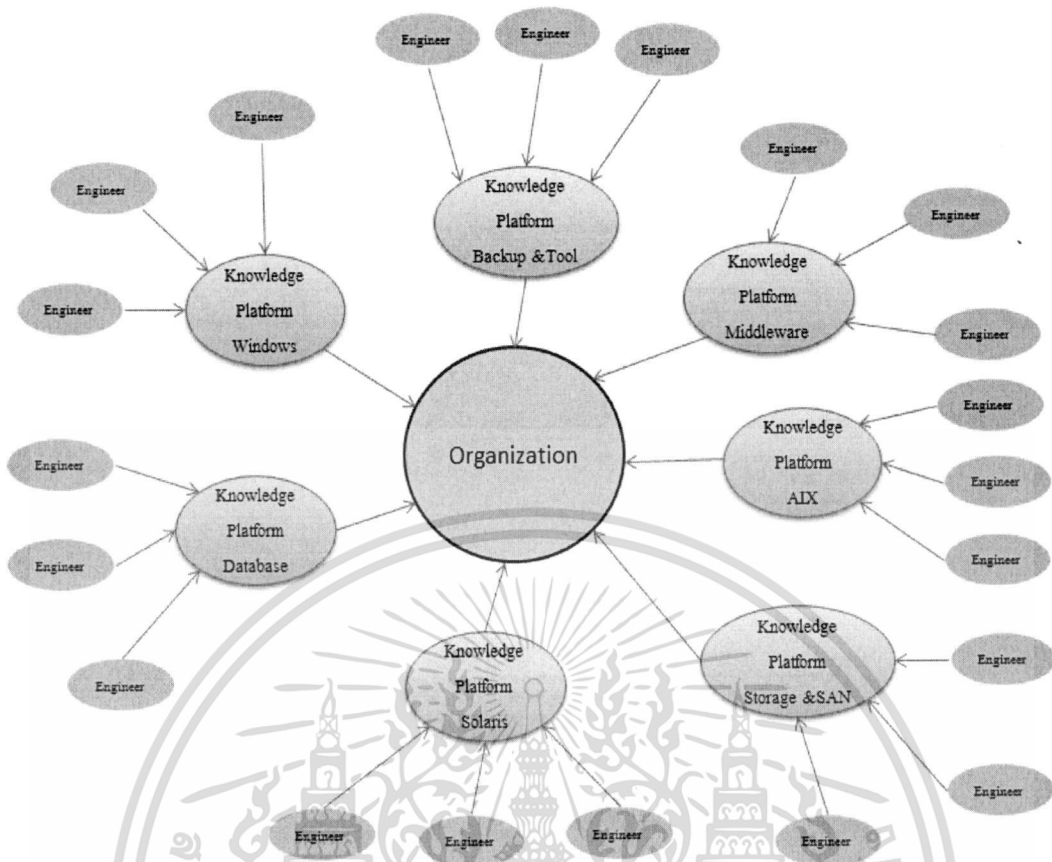 Engineer
Engineer
Engineer
Engineer
Engineer
Engineer
Engineer
Engineer
Engineer
Knowledge
Platform
Backup &Tool
Knowledge
Platform
Windows
Knowledge
Platform
Middleware
Organization
Engineer
Knowledge
Platform
AIX
Engineer
Engineer
Engineer
Engineer
Engineer
Knowledge
Platform
Database
Knowledge
Platform
Solaris
Knowledge
Platform
Storage &SAN
Engineer
Engineer
Engineer
Engineer
Engineer
Engineer